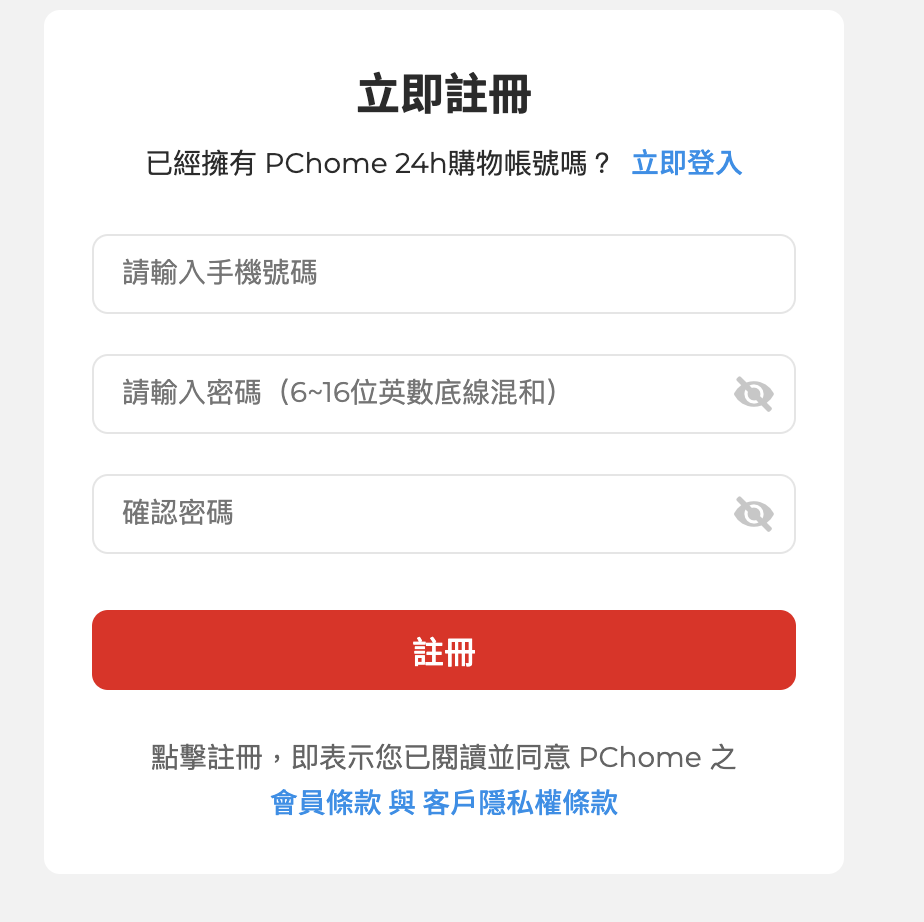 立即註冊
已經擁有 PChome 24h購物帳號嗎？ 立即登入
請輸入手機號碼
請輸入密碼（6~16位英數底線混和）
確認密碼
註冊
點擊註冊，即表示您已閱讀並同意 PChome 之
會員條款 與 客戶隱私權條款